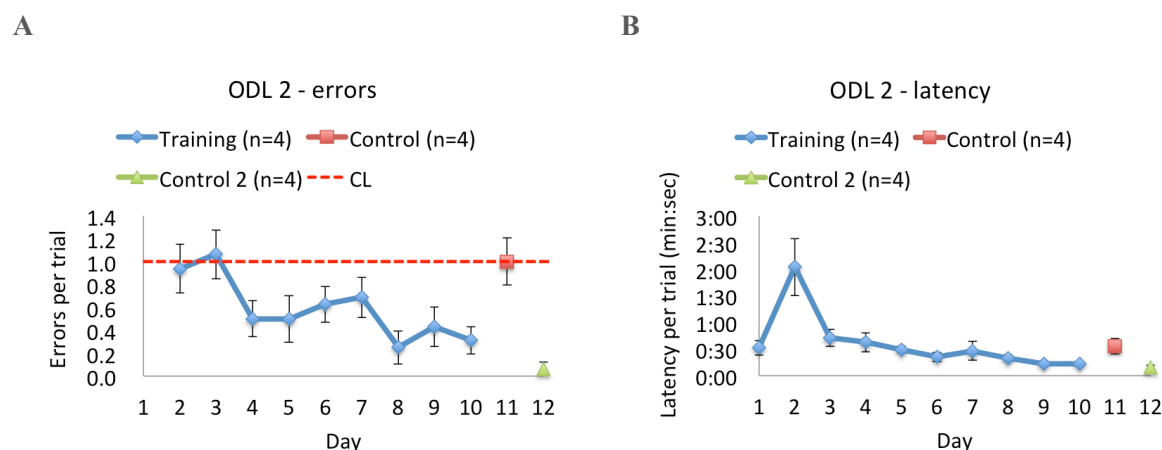 A
ODL 2 - errors
Training (n=4) Control (n=4)
Control 2 (n=4) CL
Errors per trial
1.4
1.2
1.0
0.8
0.6
0.4
0.2
0.0
1 2 3 4 5 6 7 8 9 10 11 12
Day
B
ODL 2 - latency
Training (n=4) Control (n=4)
Control 2 (n=4)
Latency per trial (min:sec)
3:00
2:30
2:00
1:30
1:00
0:30
0:00
1 2 3 4 5 6 7 8 9 10 11 12
Day